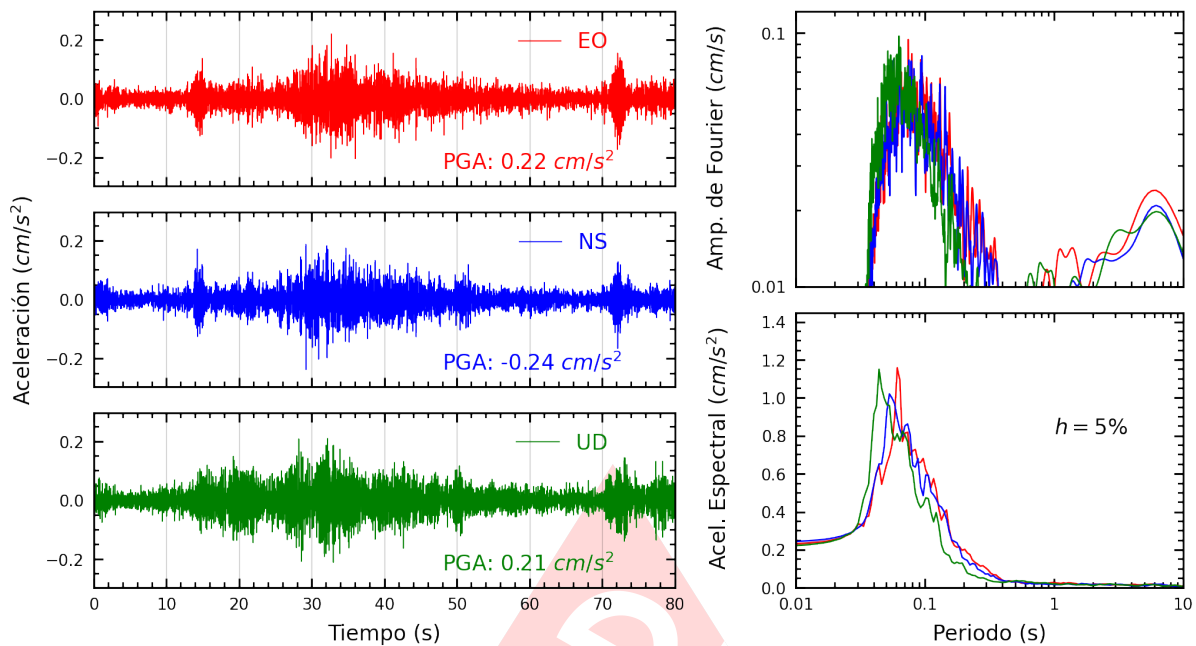 Aceleración (cm/s²)
0.2
0.0
−0.2
EO
PGA: 0.22 cm/s²
0.2
0.0
−0.2
NS
PGA: -0.24 cm/s²
0.2
0.0
−0.2
UD
PGA: 0.21 cm/s²
0 10 20 30 40 50 60 70 80
Tiempo (s)
Amp. de Fourier (cm/s)
0.1
0.01
Acel. Espectral (cm/s²)
1.4
1.2
1.0
0.8
0.6
0.4
0.2
0.0
h = 5%
0.01 0.1 1 10
Periodo (s)